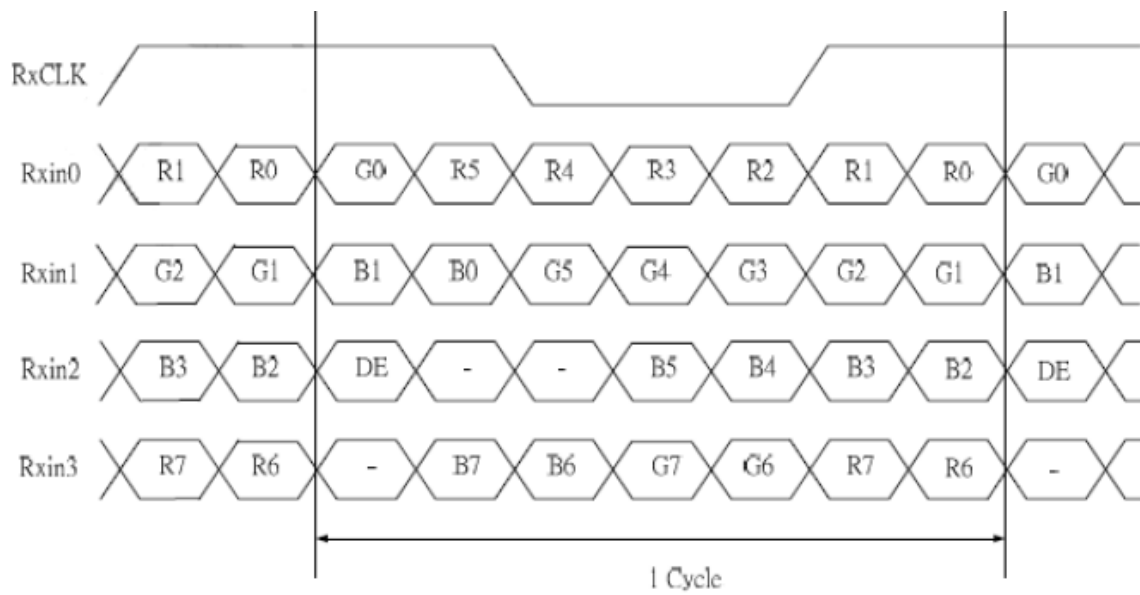 RxCLK
Rxin0 R1 R0 G0 R5 R4 R3 R2 R1 R0 G0
Rxin1 G2 G1 B1 B0 G5 G4 G3 G2 G1 B1
Rxin2 B3 B2 DE - - B5 B4 B3 B2 DE
Rxin3 R7 R6 - B7 B6 G7 G6 R7 R6 -
1 Cycle